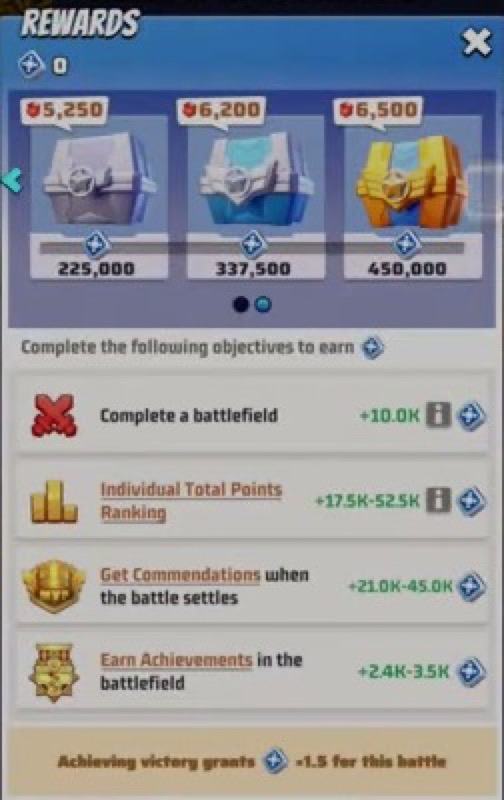 REWARDS
0
5,250 6,200 6,500
225,000 337,500 450,000
Complete the following objectives to earn
Complete a battlefield +10.0K
Individual Total Points
Ranking
+17.5K-52.5K
Get Commendations when
the battle settles
+21.0K-45.0K
Earn Achievements in the
battlefield
+2.4K-3.5K
Achieving victory grants ×1.5 for this battle